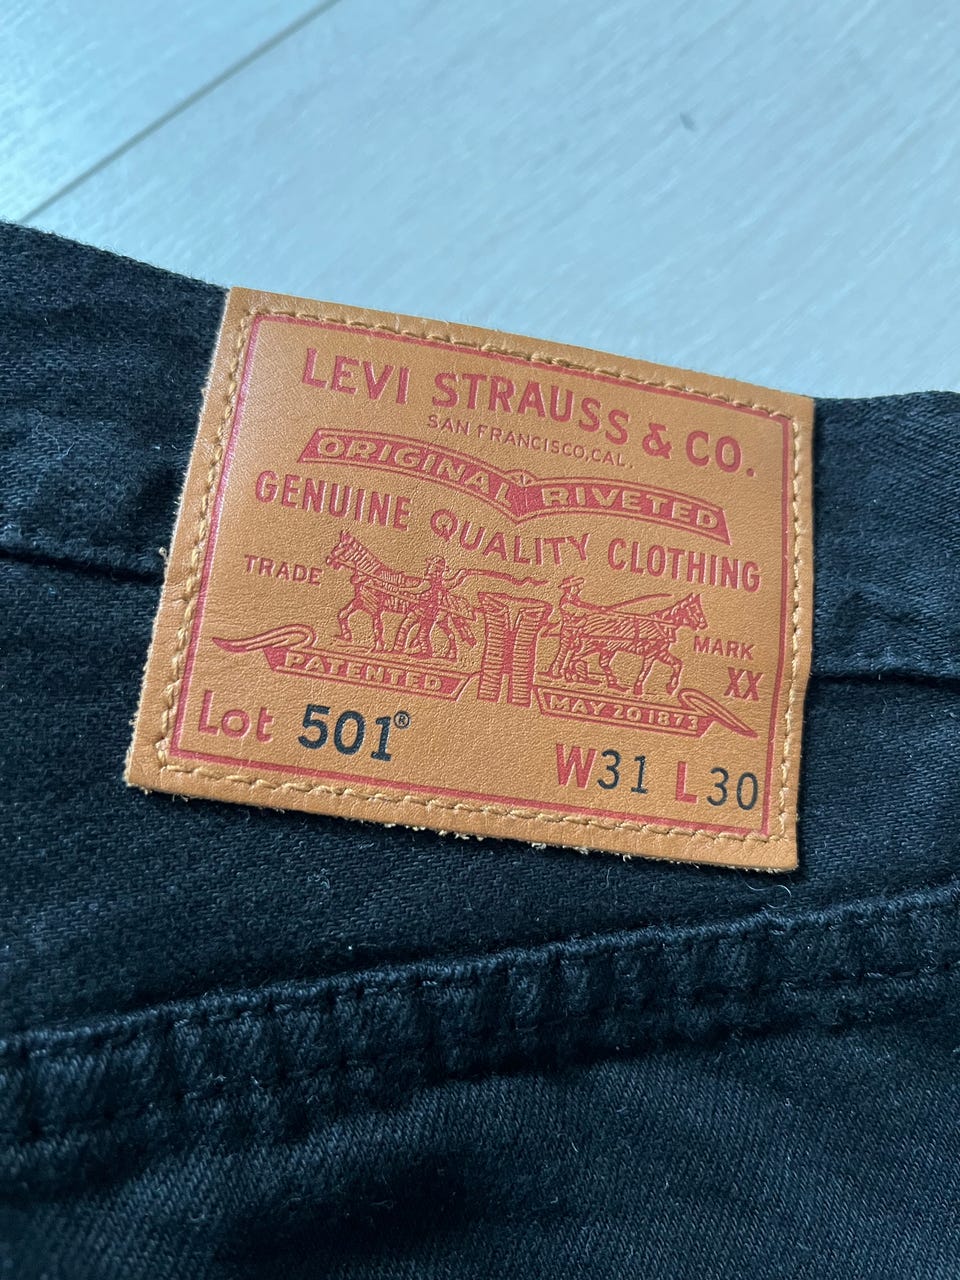 LEVI STRAUSS & CO.
SAN FRANCISCO, CAL.
ORIGINAL RIVETED
GENUINE QUALITY CLOTHING
TRADE MARK
XX
PATENTED MAY 20 1873
Lot 501® W31 L30